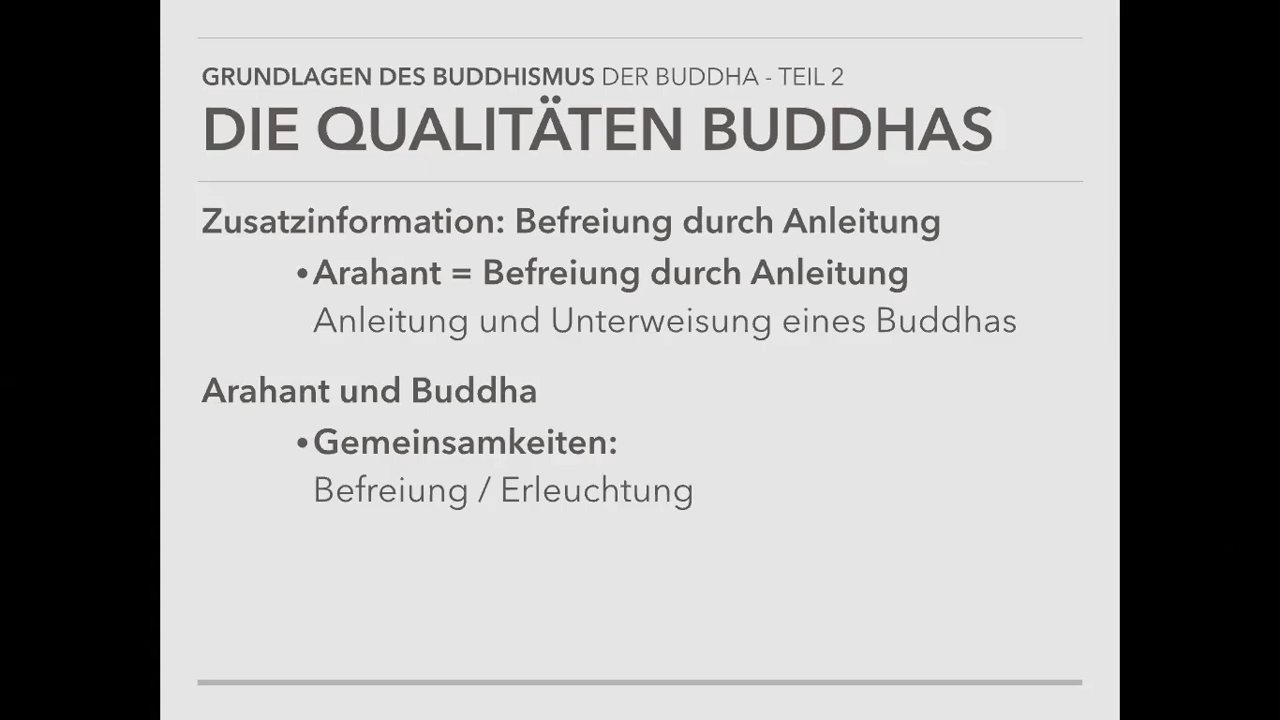 GRUNDLAGEN DES BUDDHISMUS DER BUDDHA - TEIL 2
DIE QUALITÄTEN BUDDHAS
Zusatzinformation: Befreiung durch Anleitung
•Arahant = Befreiung durch Anleitung
Anleitung und Unterweisung eines Buddhas
Arahant und Buddha
•Gemeinsamkeiten:
Befreiung / Erleuchtung